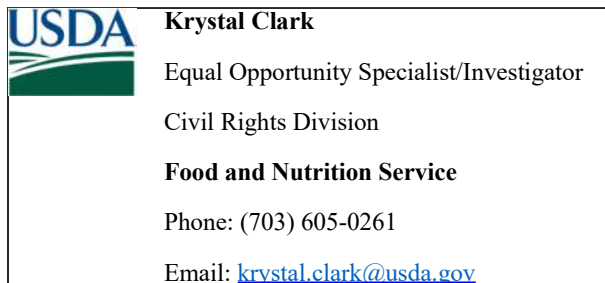 USDA
Krystal Clark
Equal Opportunity Specialist/Investigator
Civil Rights Division
Food and Nutrition Service
Phone: (703) 605-0261
Email: krystal.clark@usda.gov